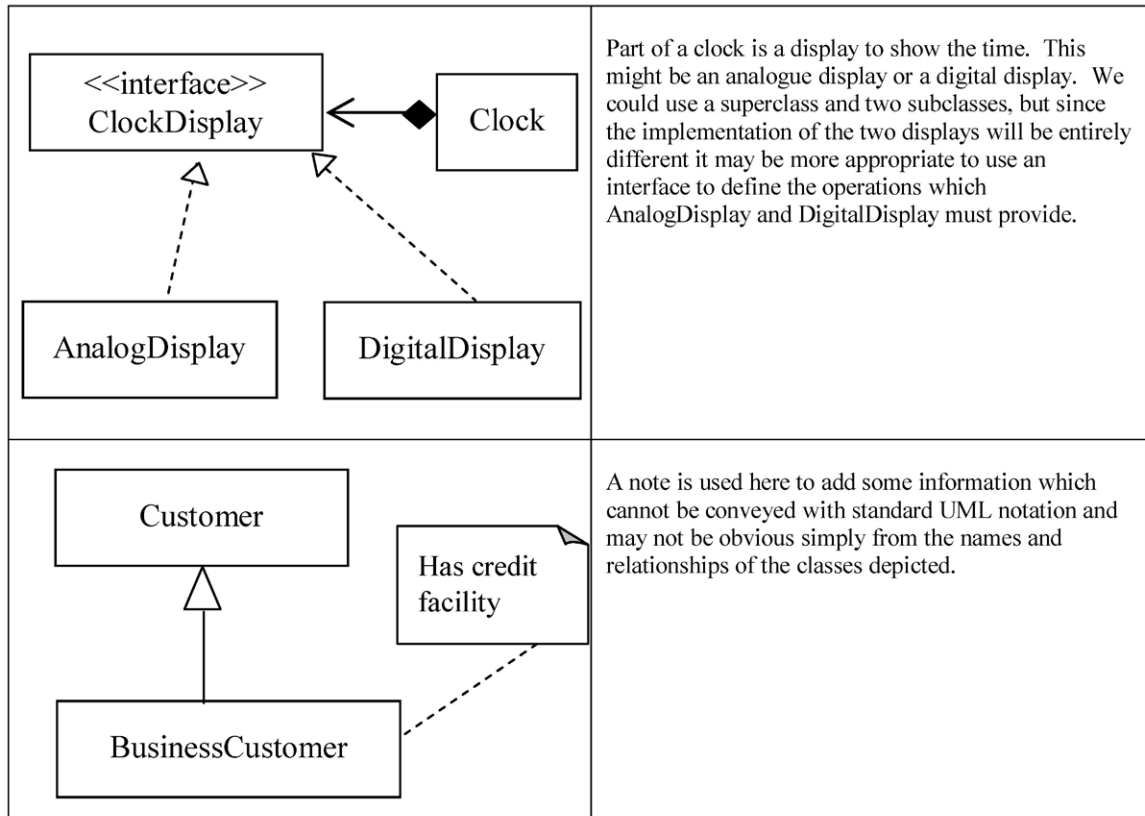 <<interface>>
ClockDisplay
Clock
AnalogDisplay
DigitalDisplay
Part of a clock is a display to show the time.  This
might be an analogue display or a digital display.  We
could use a superclass and two subclasses, but since
the implementation of the two displays will be entirely
different it may be more appropriate to use an
interface to define the operations which
AnalogDisplay and DigitalDisplay must provide.
Customer
Has credit
facility
BusinessCustomer
A note is used here to add some information which
cannot be conveyed with standard UML notation and
may not be obvious simply from the names and
relationships of the classes depicted.